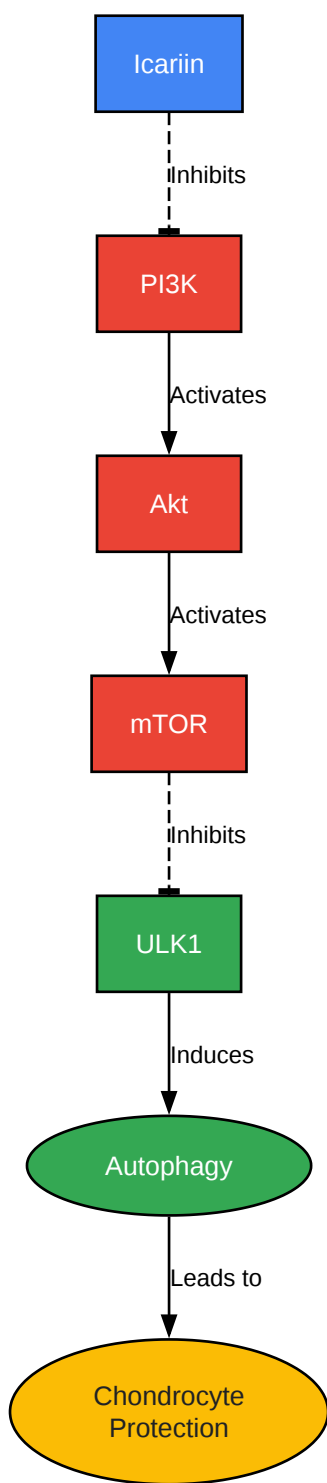 Icariin
Inhibits
PI3K
Activates
Akt
Activates
mTOR
Inhibits
ULK1
Induces
Autophagy
Leads to
Chondrocyte
Protection